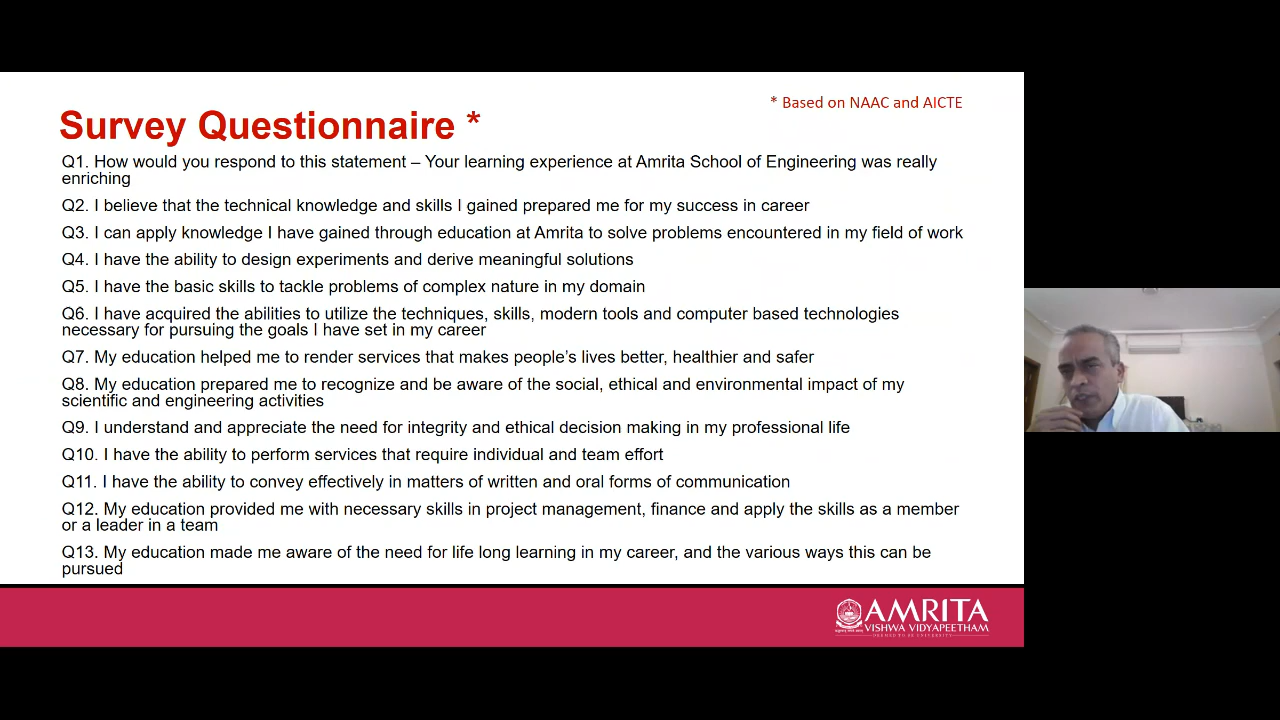 * Based on NAAC and AICTE
Survey Questionnaire *
Q1. How would you respond to this statement – Your learning experience at Amrita School of Engineering was really
enriching
Q2. I believe that the technical knowledge and skills I gained prepared me for my success in career
Q3. I can apply knowledge I have gained through education at Amrita to solve problems encountered in my field of work
Q4. I have the ability to design experiments and derive meaningful solutions
Q5. I have the basic skills to tackle problems of complex nature in my domain
Q6. I have acquired the abilities to utilize the techniques, skills, modern tools and computer based technologies
necessary for pursuing the goals I have set in my career
Q7. My education helped me to render services that makes people’s lives better, healthier and safer
Q8. My education prepared me to recognize and be aware of the social, ethical and environmental impact of my
scientific and engineering activities
Q9. I understand and appreciate the need for integrity and ethical decision making in my professional life
Q10. I have the ability to perform services that require individual and team effort
Q11. I have the ability to convey effectively in matters of written and oral forms of communication
Q12. My education provided me with necessary skills in project management, finance and apply the skills as a member
or a leader in a team
Q13. My education made me aware of the need for life long learning in my career, and the various ways this can be
pursued
AMRITA
VISHWA VIDYAPEETHAM